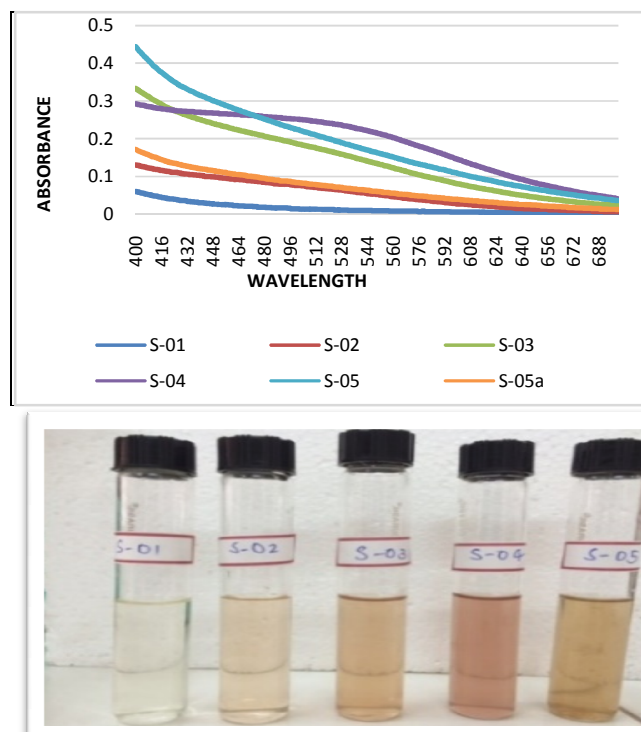 0.5
0.4
0.3
0.2
0.1
0
ABSORBANCE
400 416 432 448 464 480 496 512 528 544 560 576 592 608 624 640 656 672 688
WAVELENGTH
S-01 S-02 S-03
S-04 S-05 S-05a
S-01 S-02 S-03 S-04 S-05